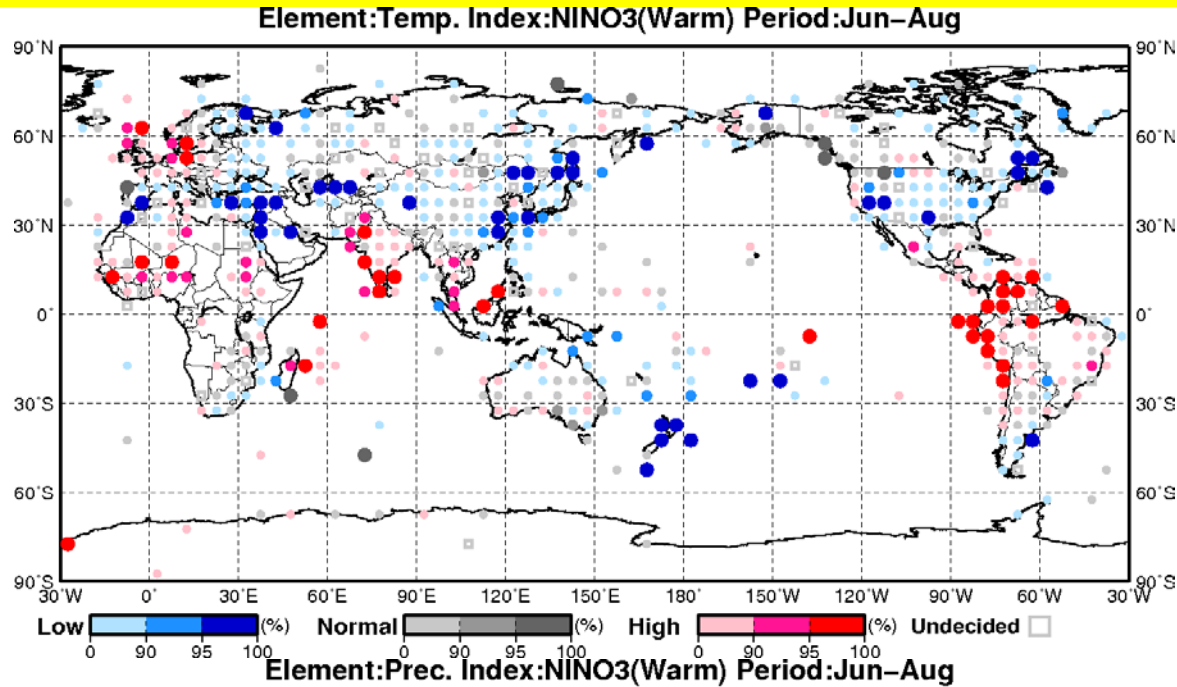 Element:Temp. Index:NINO3(Warm) Period:Jun-Aug
90˚N 90˚N
60˚N 60˚N
30˚N 30˚N
0˚ 0˚
30˚S 30˚S
60˚S 60˚S
90˚S 90˚S
30˚W 0˚ 30˚E 60˚E 90˚E 120˚E 150˚E 180˚ 150˚W 120˚W 90˚W 60˚W 30˚W
Low (%) Normal (%) High (%) Undecided
0 90 95 100 0 90 95 100 0 90 95 100
Element:Prec. Index:NINO3(Warm) Period:Jun-Aug